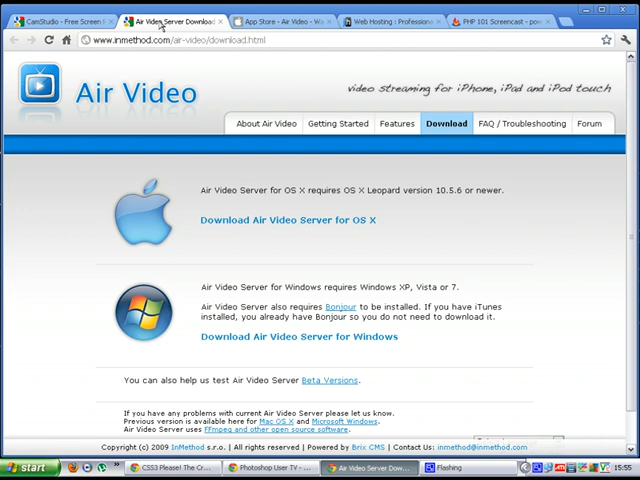 CamStudio - Free Screen
Air Video Server Download
App Store - Air Video - W
Web Hosting : Professiona
PHP 101 Screencast - po
www.inmethod.com/air-video/download.html
Air Video
video streaming for iPhone, iPad and iPod touch
About Air Video
Getting Started
Features
Download
FAQ / Troubleshooting
Forum
Air Video Server for OS X requires OS X Leopard version 10.5.6 or newer.
Download Air Video Server for OS X
Air Video Server for Windows requires Windows XP, Vista or 7.
Air Video Server also requires Bonjour to be installed. If you have iTunes
installed, you already have Bonjour so you do not need to download it.
Download Air Video Server for Windows
You can also help us test Air Video Server Beta Versions.
If you have any problems with current Air Video Server please let us know.
Previous version is available here for Mac OS X and Microsoft Windows.
Air Video Server uses FFmpeg and other open source software.
Copyright (c) 2009 InMethod s.r.o. | All rights reserved | Powered by Brix CMS | Contact Us: inmethod@inmethod.com
start
CSS3 Please! The Cr...
Photoshop User TV - ...
Air Video Server Dow...
Flashing
15:55